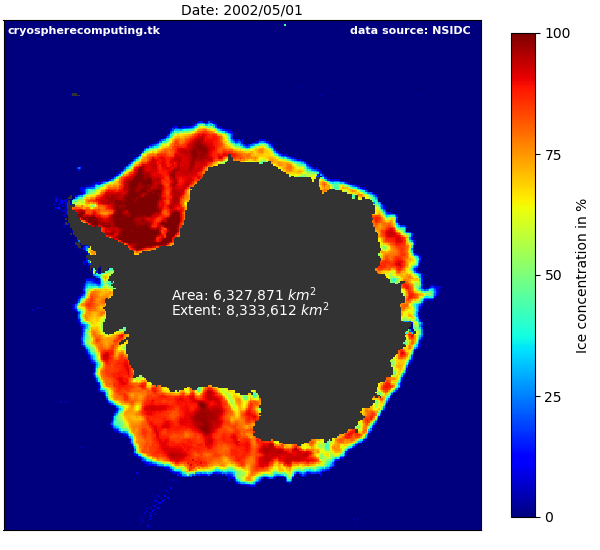 Date: 2002/05/01
cryospherecomputing.tk
data source: NSIDC
Area: 6,327,871 km²
Extent: 8,333,612 km²
100
75
50
25
0
Ice concentration in %